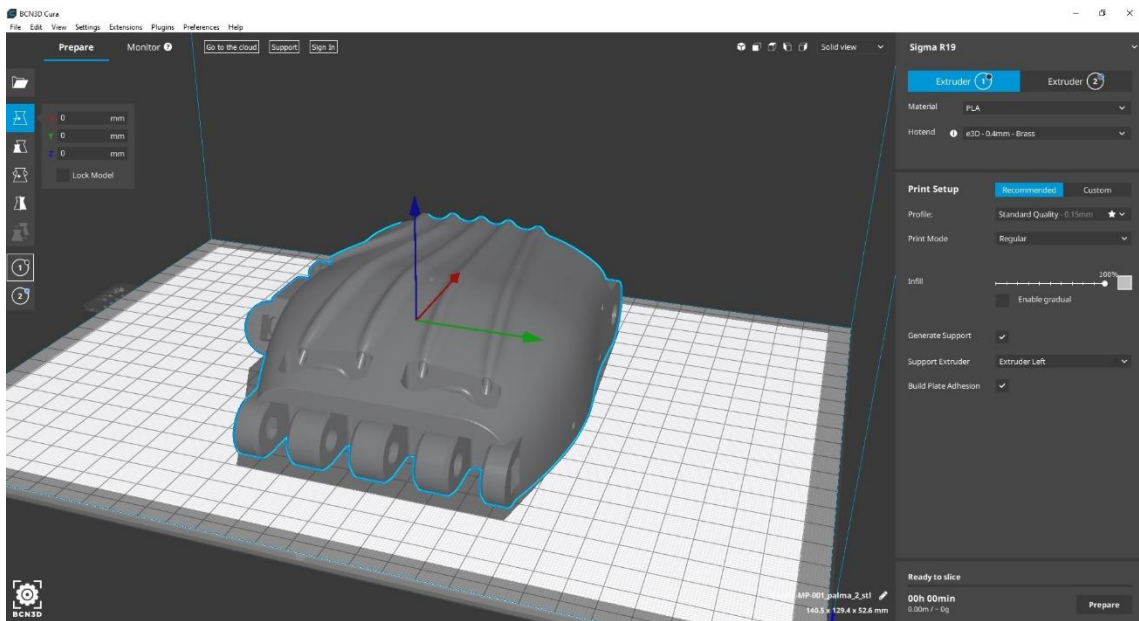 BCN3D Cura
File Edit View Settings Extensions Plugins Preferences Help
Prepare Monitor ? Go to the cloud Support Sign In Solid view Sigma R19
Extruder 1 Extruder 2
Material PLA
Hotend e3D - 0.4mm - Brass
X 0 mm
Y 0 mm
Z 0 mm
Lock Model
Print Setup Recommended Custom
Profile: Standard Quality - 0.15mm
Print Mode Regular
100%
Infill
Enable gradual
Generate Support
Support Extruder Extruder Left
Build Plate Adhesion
1
2
Ready to slice
MP-001_palma_2_stl
140.5 x 129.4 x 52.6 mm
00h 00min
0.00m / ~ 0g
Prepare
BCN3D